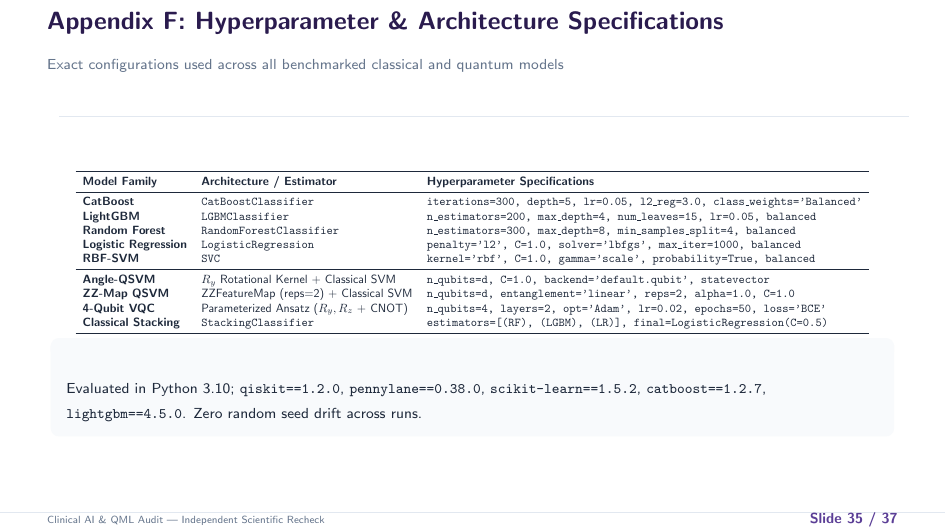 Appendix F: Hyperparameter & Architecture Specifications
Exact configurations used across all benchmarked classical and quantum models
Model Family Architecture / Estimator Hyperparameter Specifications
CatBoost CatBoostClassifier iterations=300, depth=5, lr=0.05, l2_reg=3.0, class_weights='Balanced'
LightGBM LGBMClassifier n_estimators=200, max_depth=4, num_leaves=15, lr=0.05, balanced
Random Forest RandomForestClassifier n_estimators=300, max_depth=8, min_samples_split=4, balanced
Logistic Regression LogisticRegression penalty='l2', C=1.0, solver='lbfgs', max_iter=1000, balanced
RBF-SVM SVC kernel='rbf', C=1.0, gamma='scale', probability=True, balanced
Angle-QSVM R_y Rotational Kernel + Classical SVM n_qubits=d, C=1.0, backend='default.qubit', statevector
ZZ-Map QSVM ZZFeatureMap (reps=2) + Classical SVM n_qubits=d, entanglement='linear', reps=2, alpha=1.0, C=1.0
4-Qubit VQC Parameterized Ansatz (R_y, R_z + CNOT) n_qubits=4, layers=2, opt='Adam', lr=0.02, epochs=50, loss='BCE'
Classical Stacking StackingClassifier estimators=[(RF), (LGBM), (LR)], final=LogisticRegression(C=0.5)
Evaluated in Python 3.10; qiskit==1.2.0, pennylane==0.38.0, scikit-learn==1.5.2, catboost==1.2.7,
lightgbm==4.5.0. Zero random seed drift across runs.
Clinical AI & QML Audit — Independent Scientific Recheck Slide 35 / 37